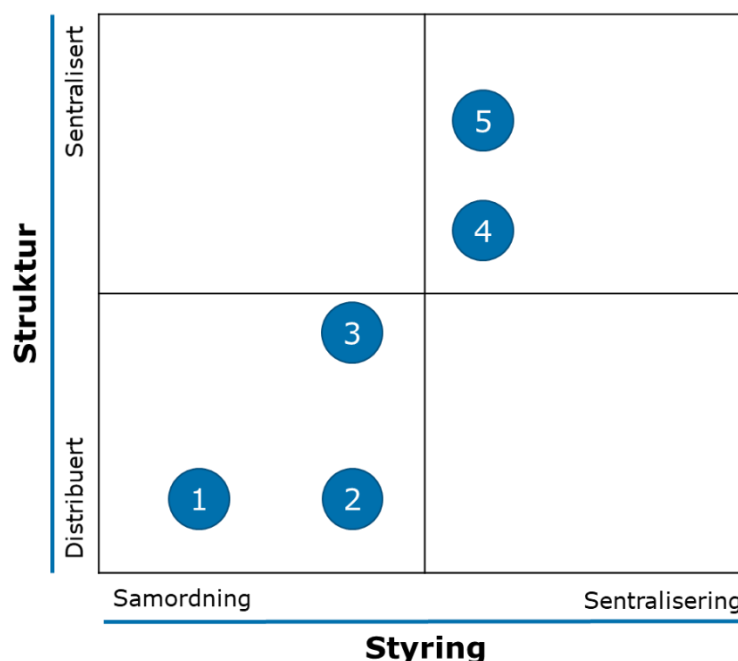 Struktur
Sentralisert
Distribuert
5
4
3
1
2
Samordning
Sentralisering
Styring